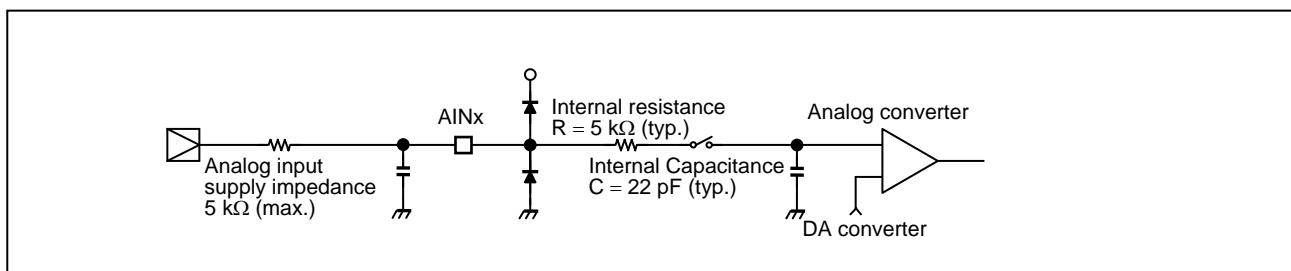 AINx
Internal resistance
R = 5 kΩ (typ.)
Analog converter
Analog input
supply impedance
5 kΩ (max.)
Internal Capacitance
C = 22 pF (typ.)
DA converter